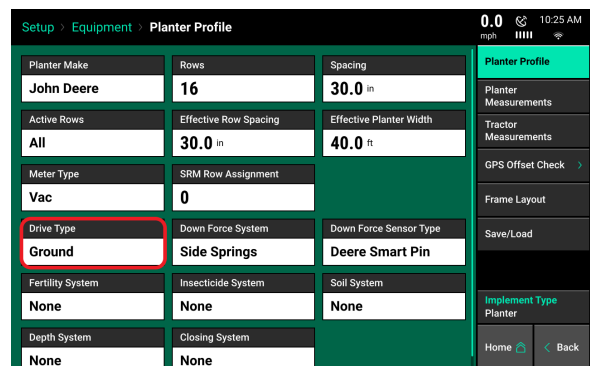 Setup > Equipment > Planter Profile
0.0 mph
10:25 AM
Planter Make
John Deere
Rows
16
Spacing
30.0 in
Active Rows
All
Effective Row Spacing
30.0 in
Effective Planter Width
40.0 ft
Meter Type
Vac
SRM Row Assignment
0
Drive Type
Ground
Down Force System
Side Springs
Down Force Sensor Type
Deere Smart Pin
Fertility System
None
Insecticide System
None
Soil System
None
Depth System
None
Closing System
None
Planter Profile
Planter
Measurements
Tractor
Measurements
GPS Offset Check >
Frame Layout
Save/Load
Implement Type
Planter
Home
< Back